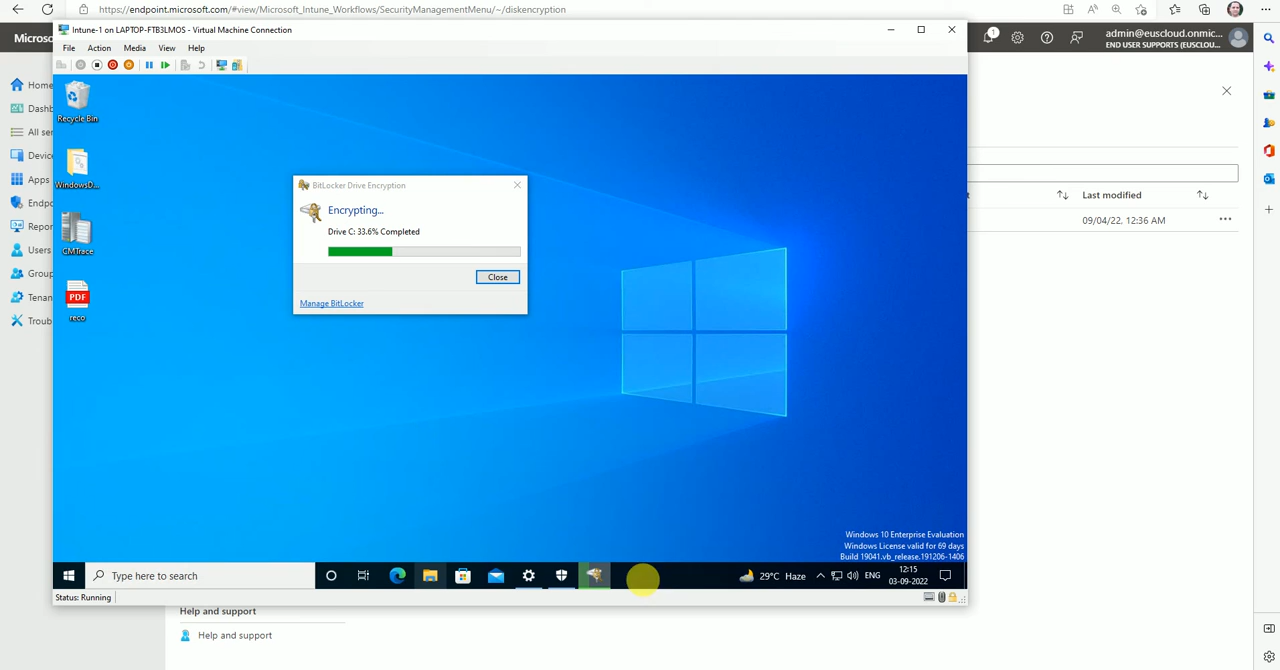 https://endpoint.microsoft.com/#view/Microsoft_Intune_Workflows/SecurityManagementMenu/~/diskencryption
Intune-1 on LAPTOP-FTB3LMOS - Virtual Machine Connection
File Action Media View Help
Micros
1
admin@euscloud.onmic...
END USER SUPPORTS (EUSCLOU...
Home
Dashb
All ser
Device
Apps
Endpo
Report
Users
Group
Tenan
Troub
Recycle Bin
WindowsD...
CMTrace
PDF
reco
BitLocker Drive Encryption
Encrypting...
Drive C: 33.6% Completed
Close
Manage BitLocker
t
Last modified
09/04/22, 12:36 AM
Windows 10 Enterprise Evaluation
Windows License valid for 69 days
Build 19041.vb_release.191206-1406
Type here to search
29°C Haze
ENG
12:15
03-09-2022
Status: Running
Help and support
Help and support